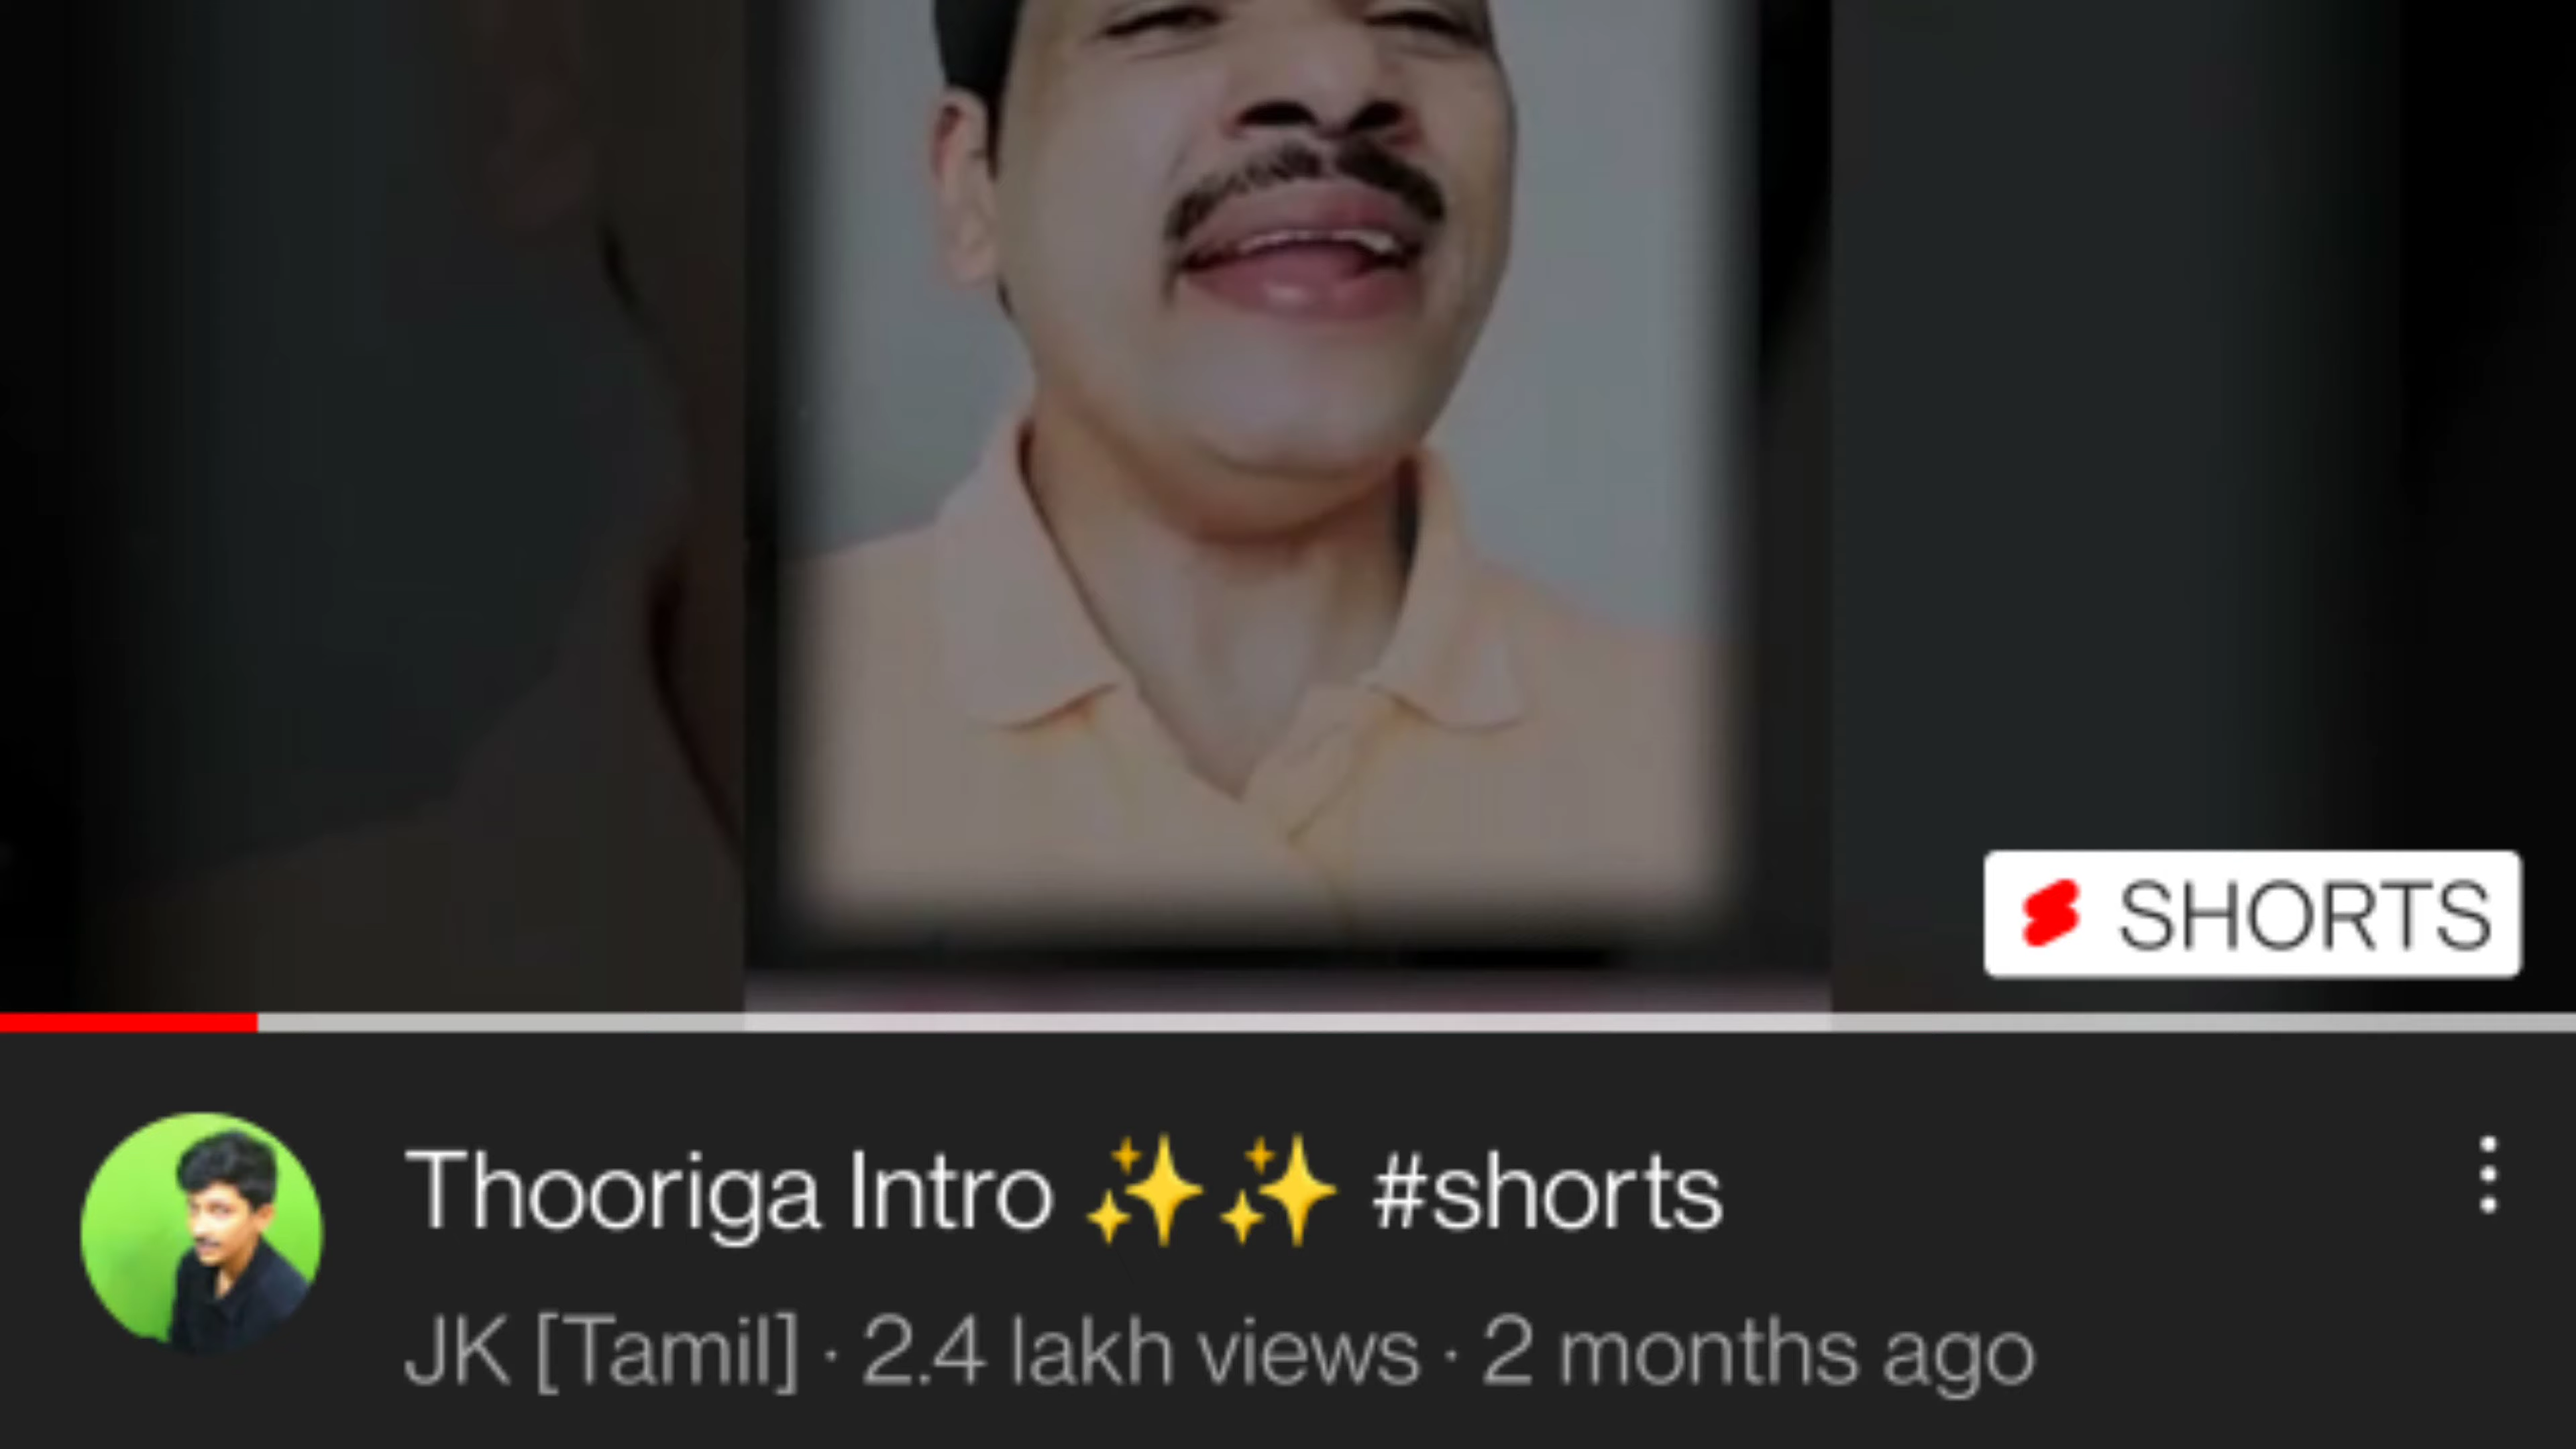 SHORTS
Thooriga Intro ✨✨ #shorts
JK [Tamil] · 2.4 lakh views · 2 months ago